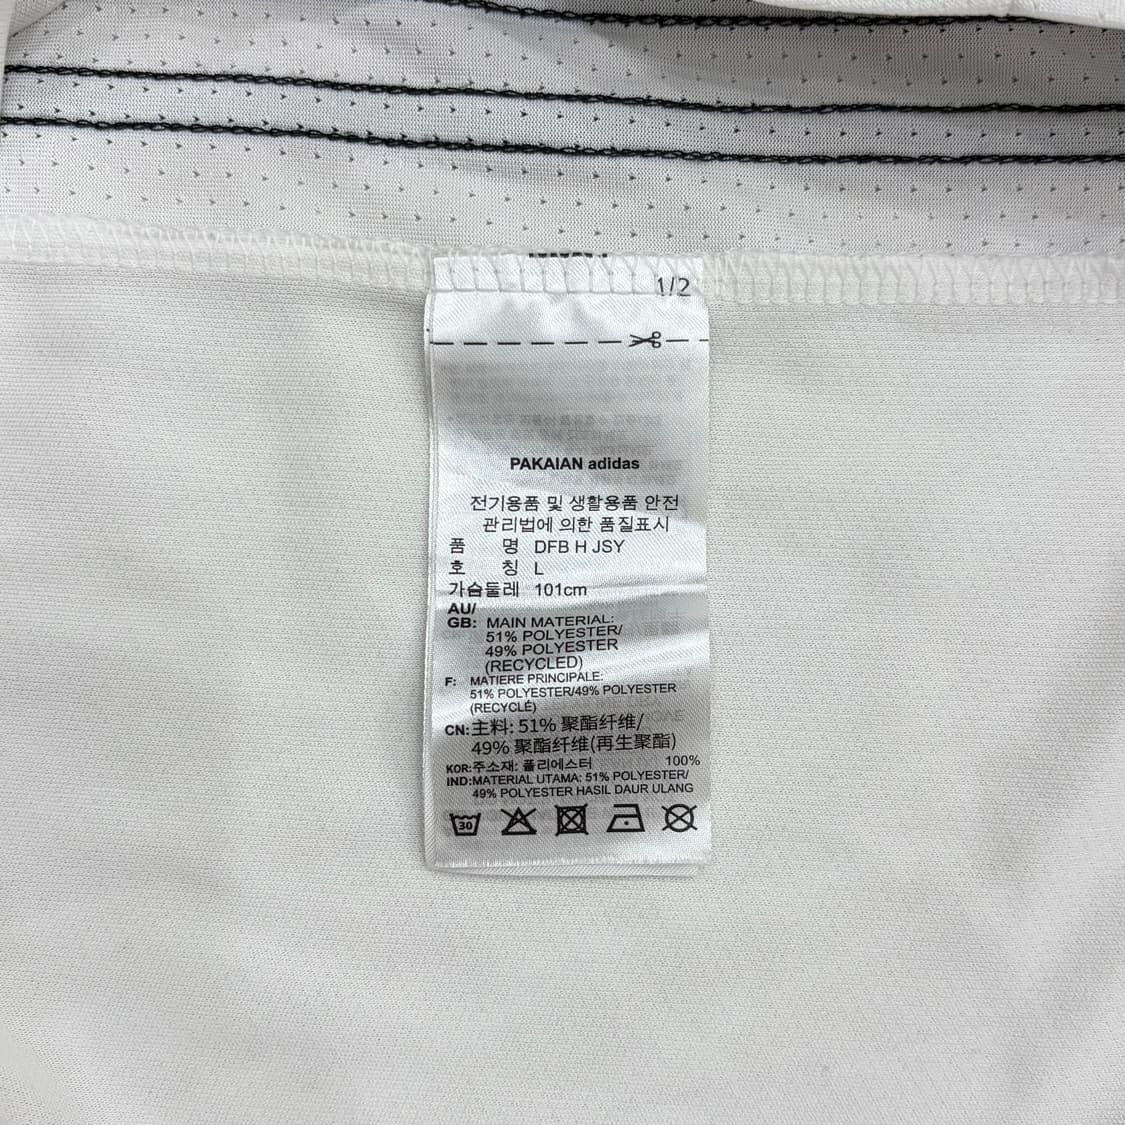 1/2
PAKAIAN adidas
전기용품 및 생활용품 안전
관리법에 의한 품질표시
품 명 DFB H JSY
호 칭 L
가슴둘레 101cm
AU/
GB: MAIN MATERIAL:
51% POLYESTER/
49% POLYESTER
(RECYCLED)
F: MATIERE PRINCIPALE:
51% POLYESTER/49% POLYESTER
(RECYCLÉ)
CN:主料: 51% 聚酯纤维/
49% 聚酯纤维(再生聚酯)
KOR:주소재: 폴리에스터 100%
IND:MATERIAL UTAMA: 51% POLYESTER/
49% POLYESTER HASIL DAUR ULANG
30